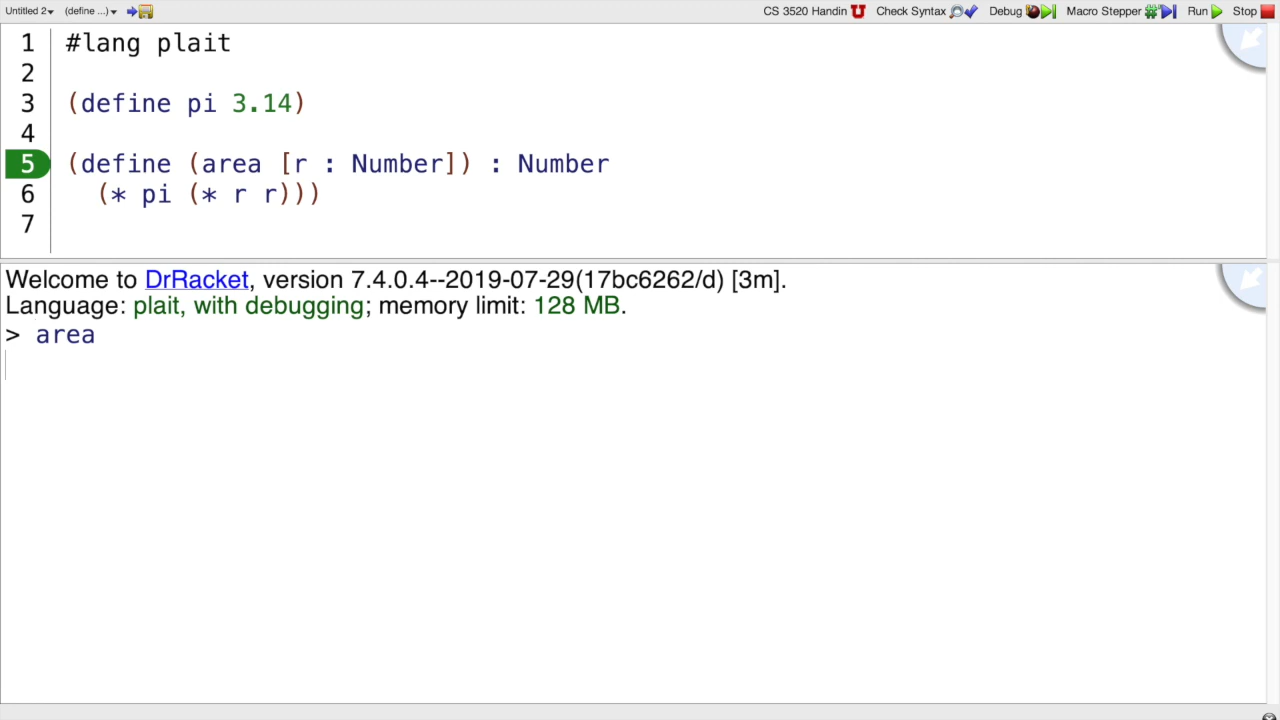 Untitled 2▾ (define ...)▾ CS 3520 Handin Check Syntax Debug Macro Stepper Run Stop
1 #lang plait
2
3 (define pi 3.14)
4
5 (define (area [r : Number]) : Number
6 (* pi (* r r)))
7
Welcome to DrRacket, version 7.4.0.4--2019-07-29(17bc6262/d) [3m].
Language: plait, with debugging; memory limit: 128 MB.
> area